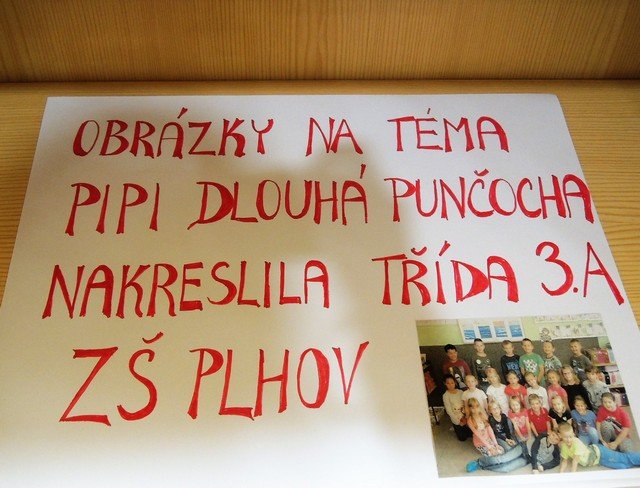 OBRÁZKY NA TÉMA
PIPI DLOUHÁ PUNČOCHA
NAKRESLILA TŘÍDA 3.A
ZŠ PLHOV